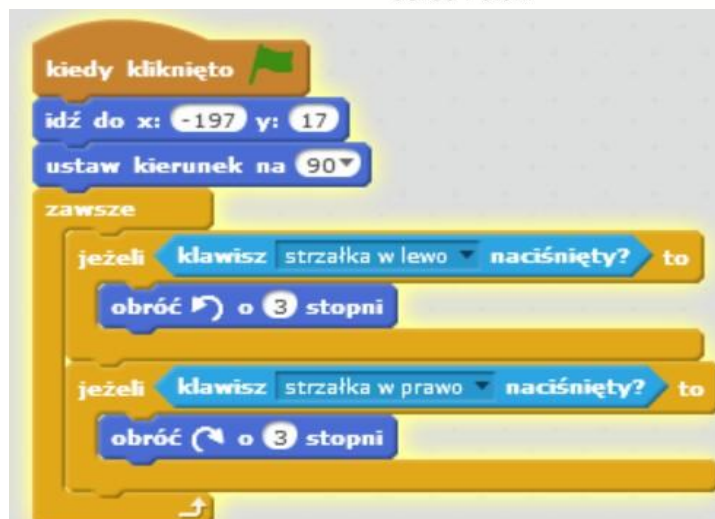 kiedy kliknięto
idź do x: -197 y: 17
ustaw kierunek na 90
zawsze
jeżeli klawisz strzałka w lewo naciśnięty? to
obróć o 3 stopni
jeżeli klawisz strzałka w prawo naciśnięty? to
obróć o 3 stopni